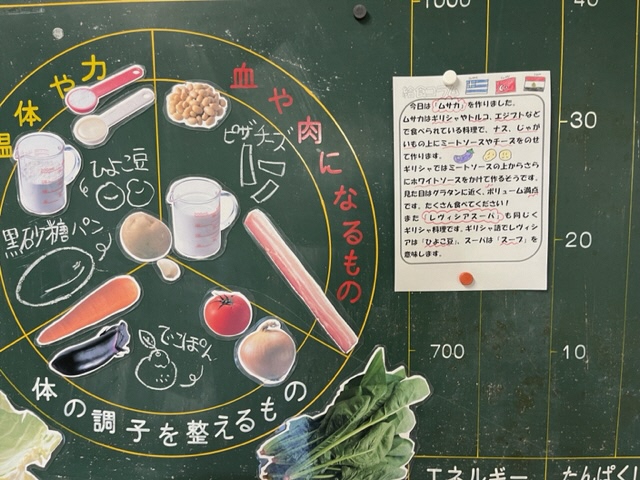 体や力
温
血や肉になるもの
ピザチーズ
ひよこ豆
黒砂糖パン
でこぽん
体の調子を整えるもの
今日は「ムサカ」を作りました。
ムサカはギリシャやトルコ、エジプトなど
で食べられている料理で、ナス、じゃが
いもの上にミートソースやチーズをのせ
て作ります。
ギリシャではミートソースの上からさら
にホワイトソースをかけて作るそうです。
見た目はグラタンに近く、ボリューム満点
です。たくさん食べてください！
また「レヴィシアスーパ」も同じく
ギリシャ料理です。ギリシャ語でレヴィシ
アは「ひよこ豆」、スーパは「スープ」を
意味します。
1000
40
30
20
700
10
エネルギー
たんぱく